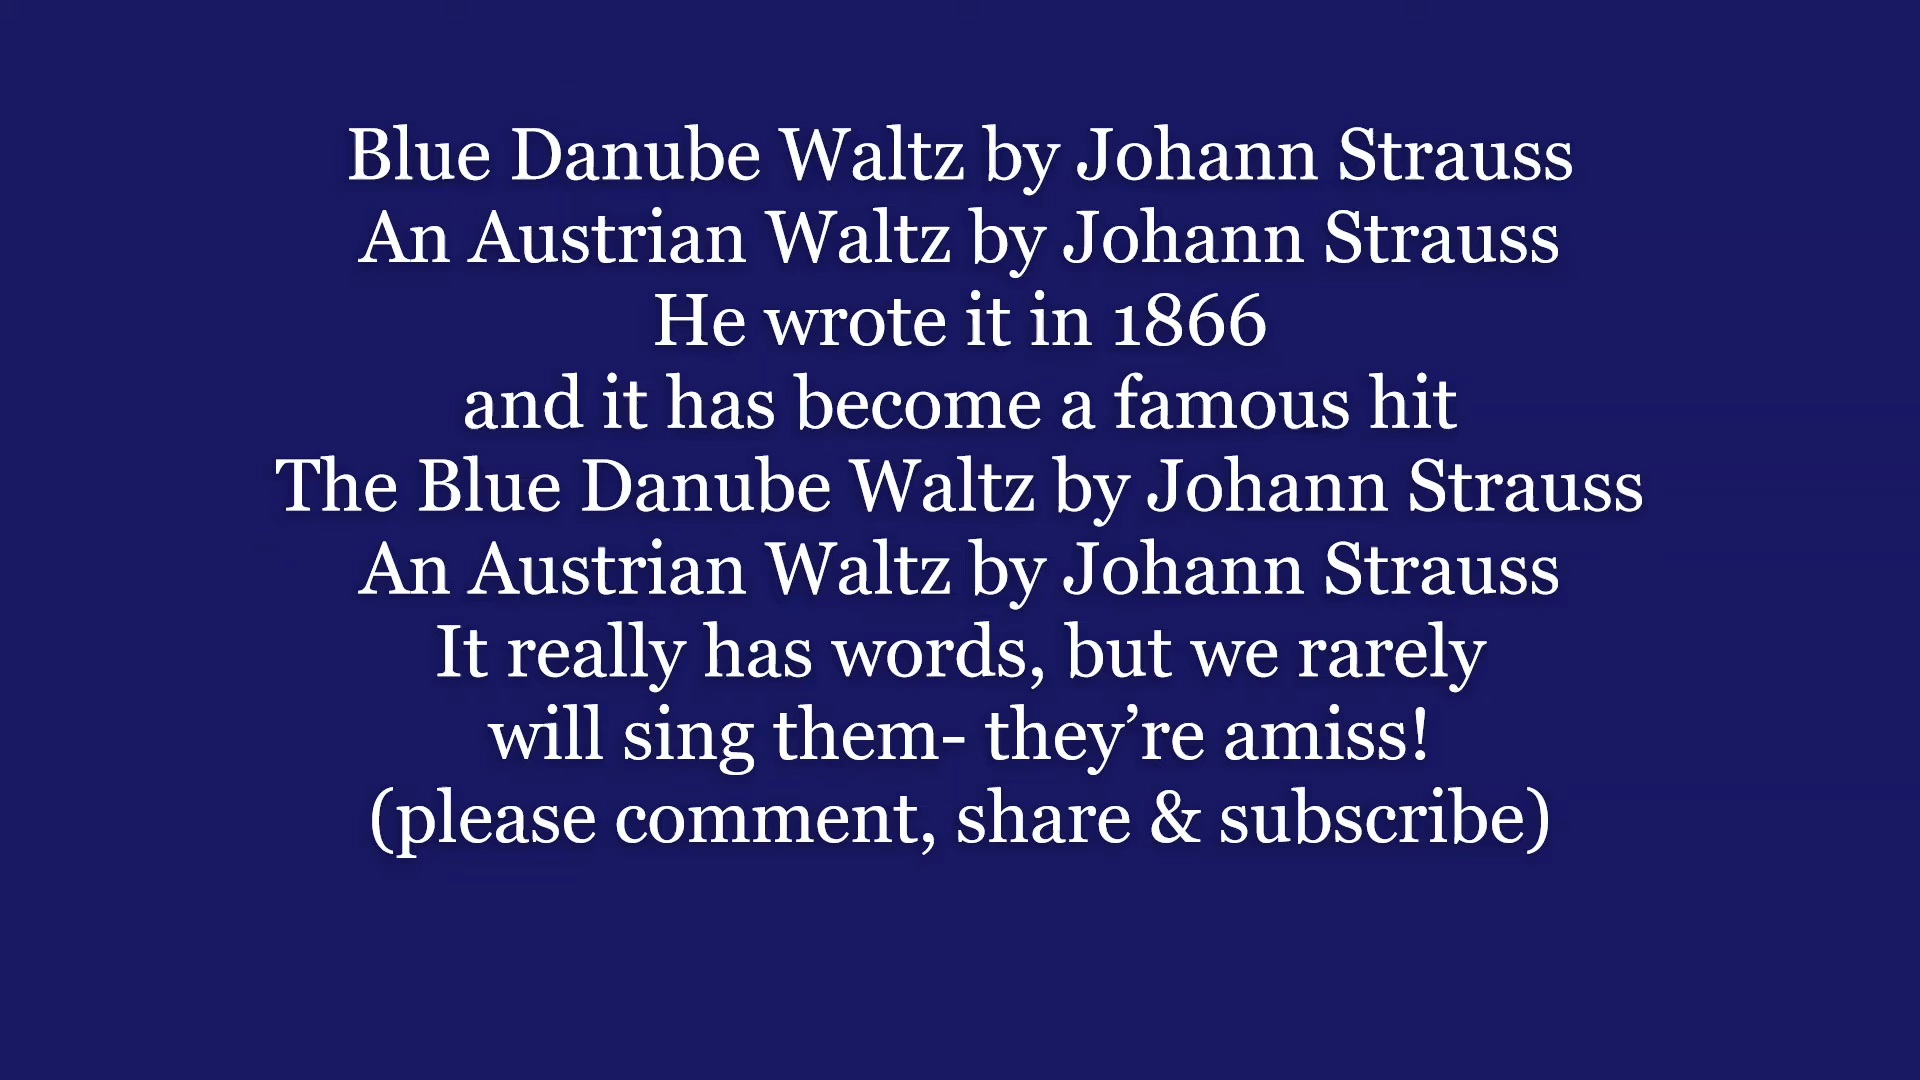 Blue Danube Waltz by Johann Strauss
An Austrian Waltz by Johann Strauss
He wrote it in 1866
and it has become a famous hit
The Blue Danube Waltz by Johann Strauss
An Austrian Waltz by Johann Strauss
It really has words, but we rarely
will sing them- they’re amiss!
(please comment, share & subscribe)